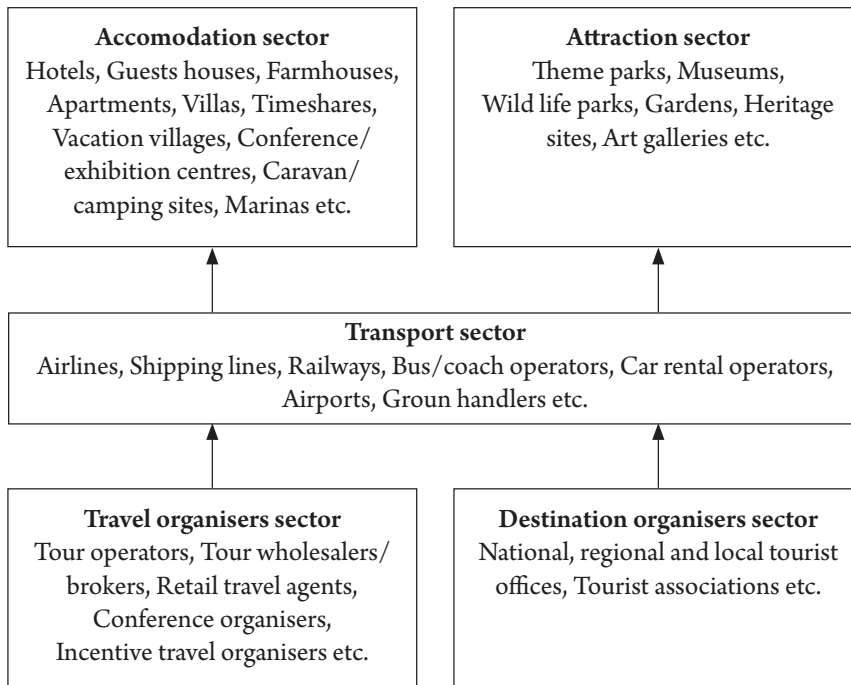 Accomodation sector
Hotels, Guests houses, Farmhouses,
Apartments, Villas, Timeshares,
Vacation villages, Conference/
exhibition centres, Caravan/
camping sites, Marinas etc.
Attraction sector
Theme parks, Museums,
Wild life parks, Gardens, Heritage
sites, Art galleries etc.
Transport sector
Airlines, Shipping lines, Railways, Bus/coach operators, Car rental operators,
Airports, Groun handlers etc.
Travel organisers sector
Tour operators, Tour wholesalers/
brokers, Retail travel agents,
Conference organisers,
Incentive travel organisers etc.
Destination organisers sector
National, regional and local tourist
offices, Tourist associations etc.